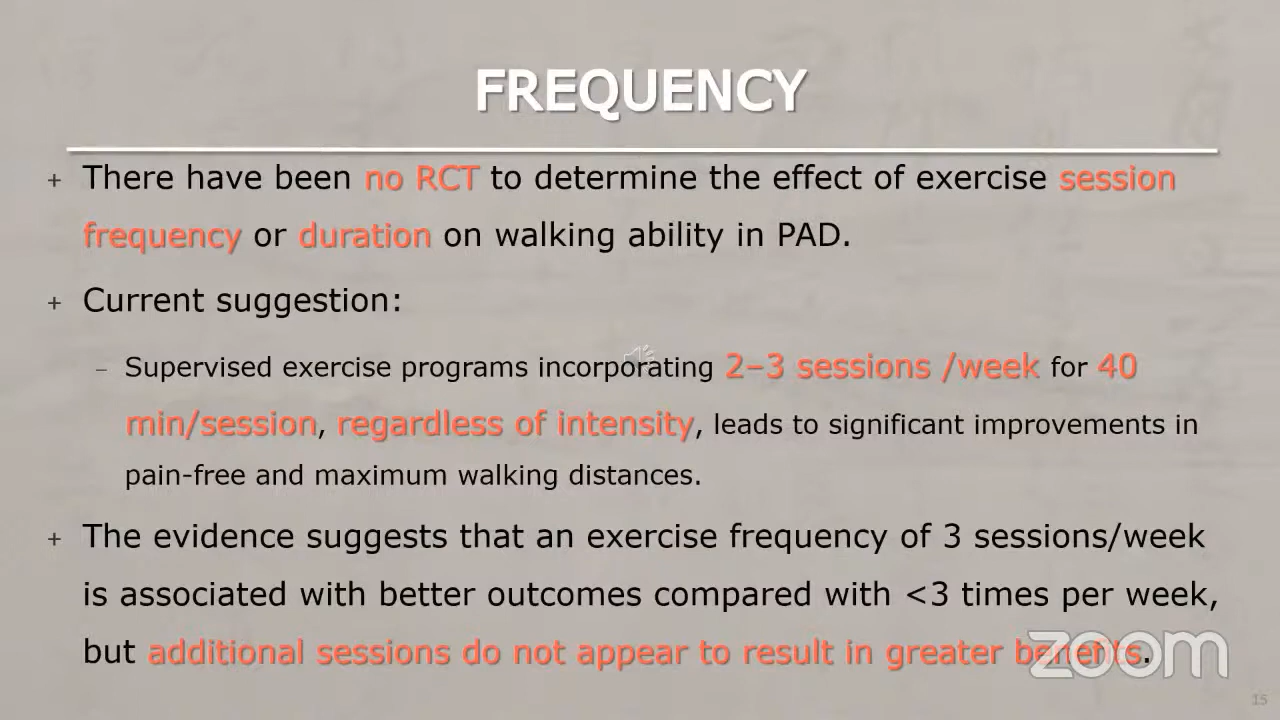 FREQUENCY
+ There have been no RCT to determine the effect of exercise session
frequency or duration on walking ability in PAD.
+ Current suggestion:
– Supervised exercise programs incorporating 2–3 sessions /week for 40
min/session, regardless of intensity, leads to significant improvements in
pain-free and maximum walking distances.
+ The evidence suggests that an exercise frequency of 3 sessions/week
is associated with better outcomes compared with <3 times per week,
but additional sessions do not appear to result in greater benefits.
zoom
15